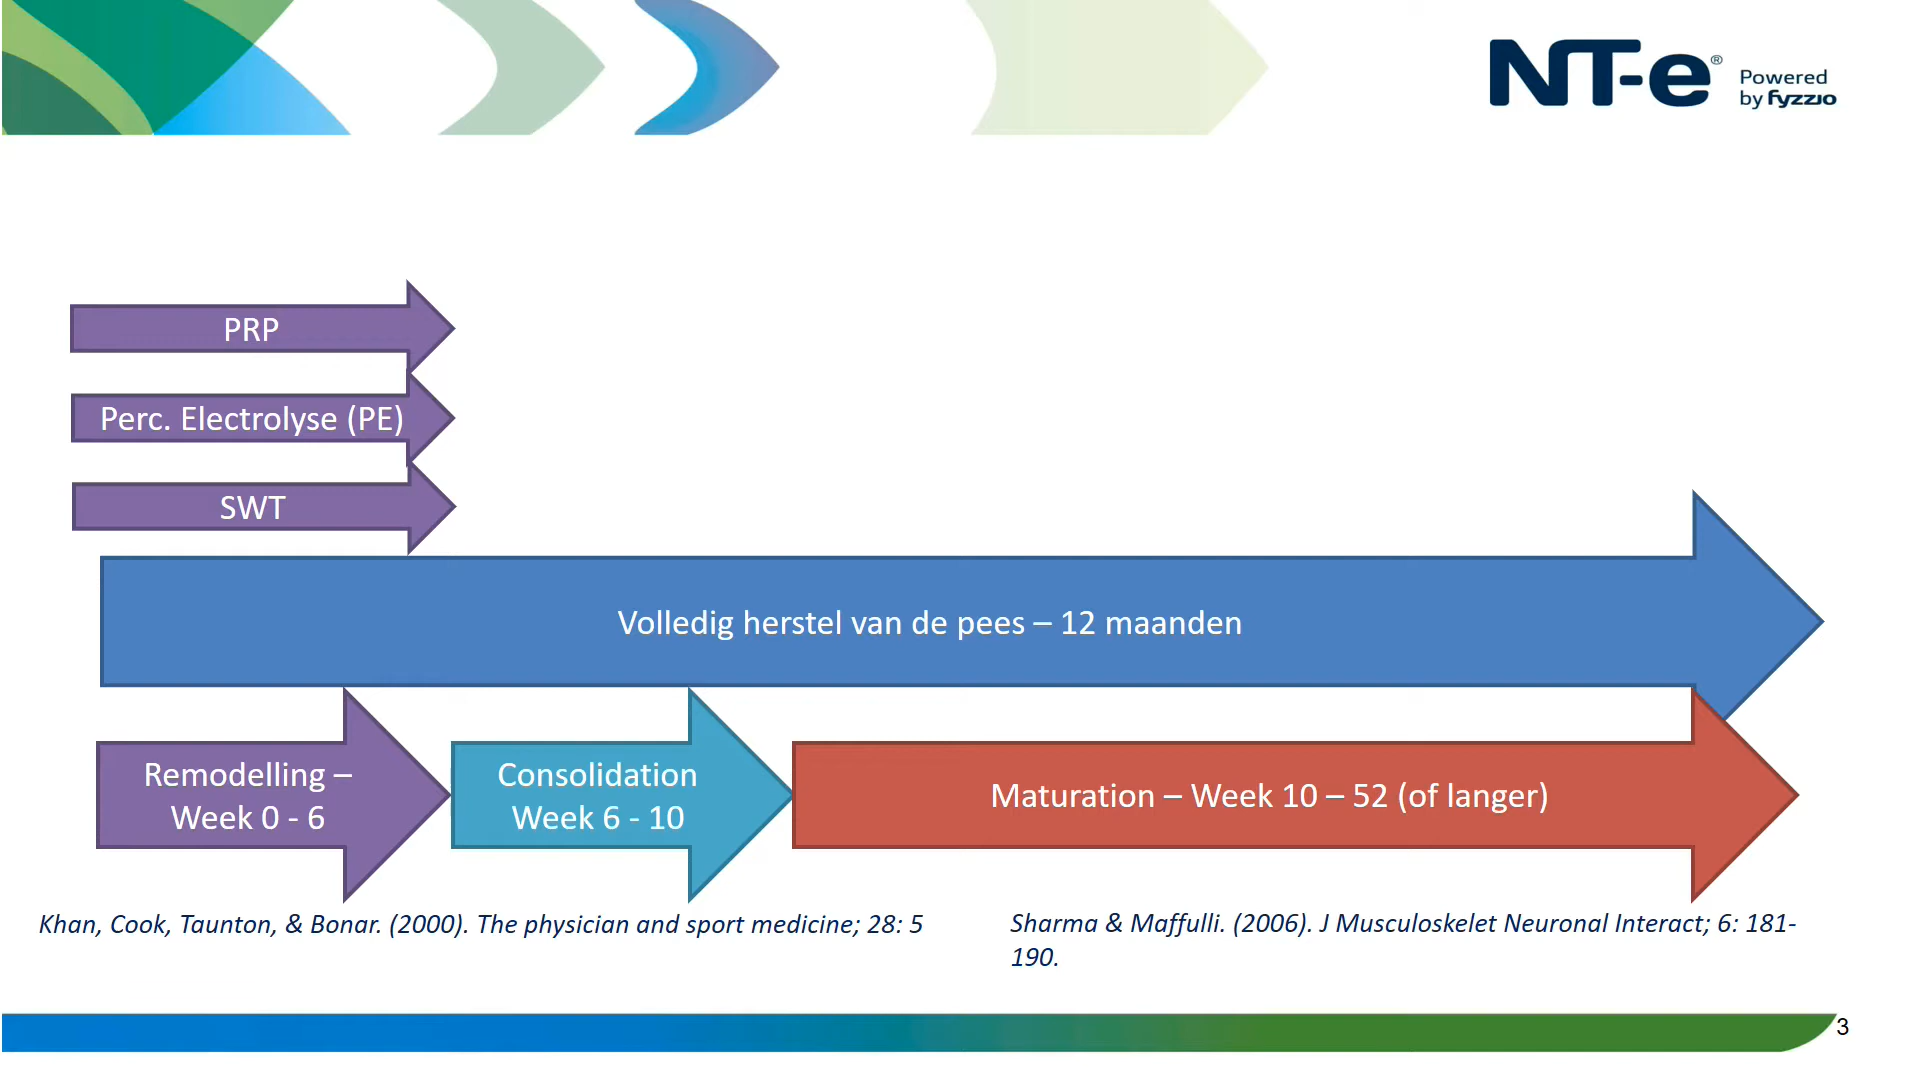 NT-e® Powered
by fyzzio
PRP
Perc. Electrolyse (PE)
SWT
Volledig herstel van de pees – 12 maanden
Remodelling –
Week 0 - 6
Consolidation
Week 6 - 10
Maturation – Week 10 – 52 (of langer)
Khan, Cook, Taunton, & Bonar. (2000). The physician and sport medicine; 28: 5
Sharma & Maffulli. (2006). J Musculoskelet Neuronal Interact; 6: 181-
190.
3